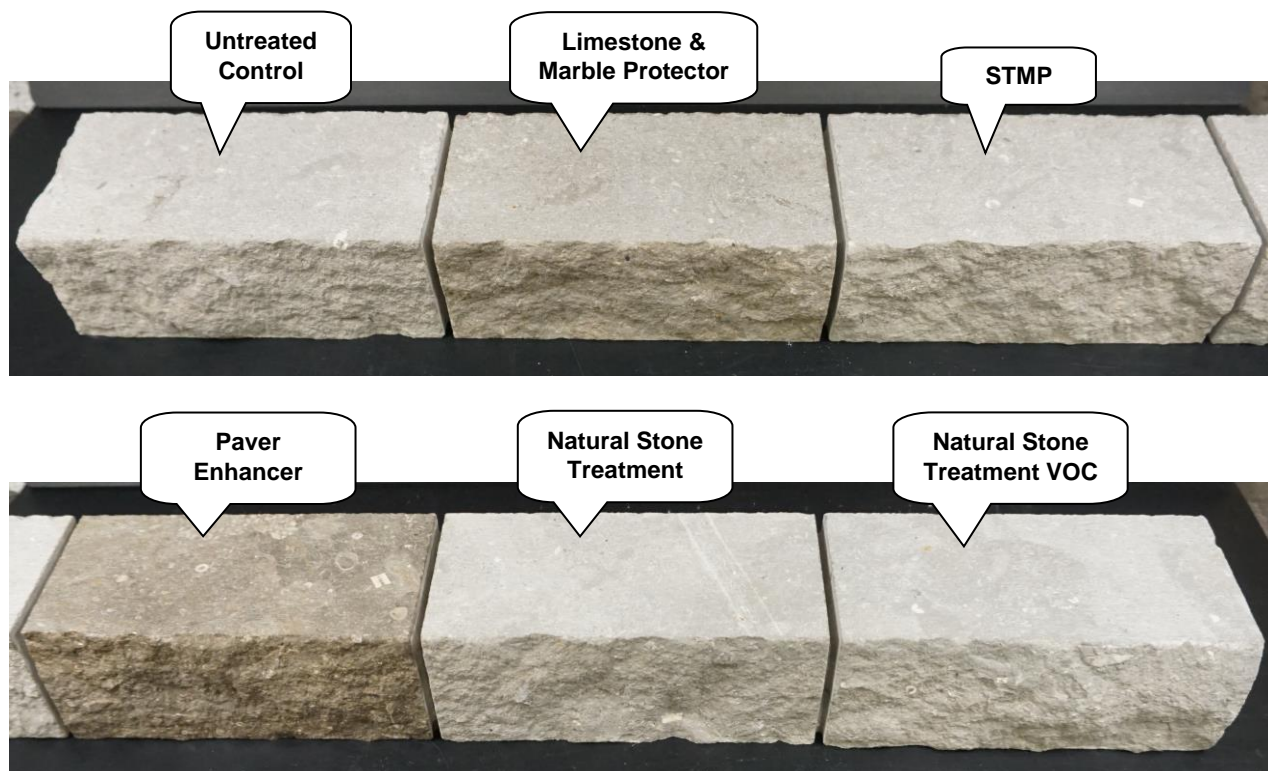 Untreated
Control
Limestone &
Marble Protector
STMP
Paver
Enhancer
Natural Stone
Treatment
Natural Stone
Treatment VOC